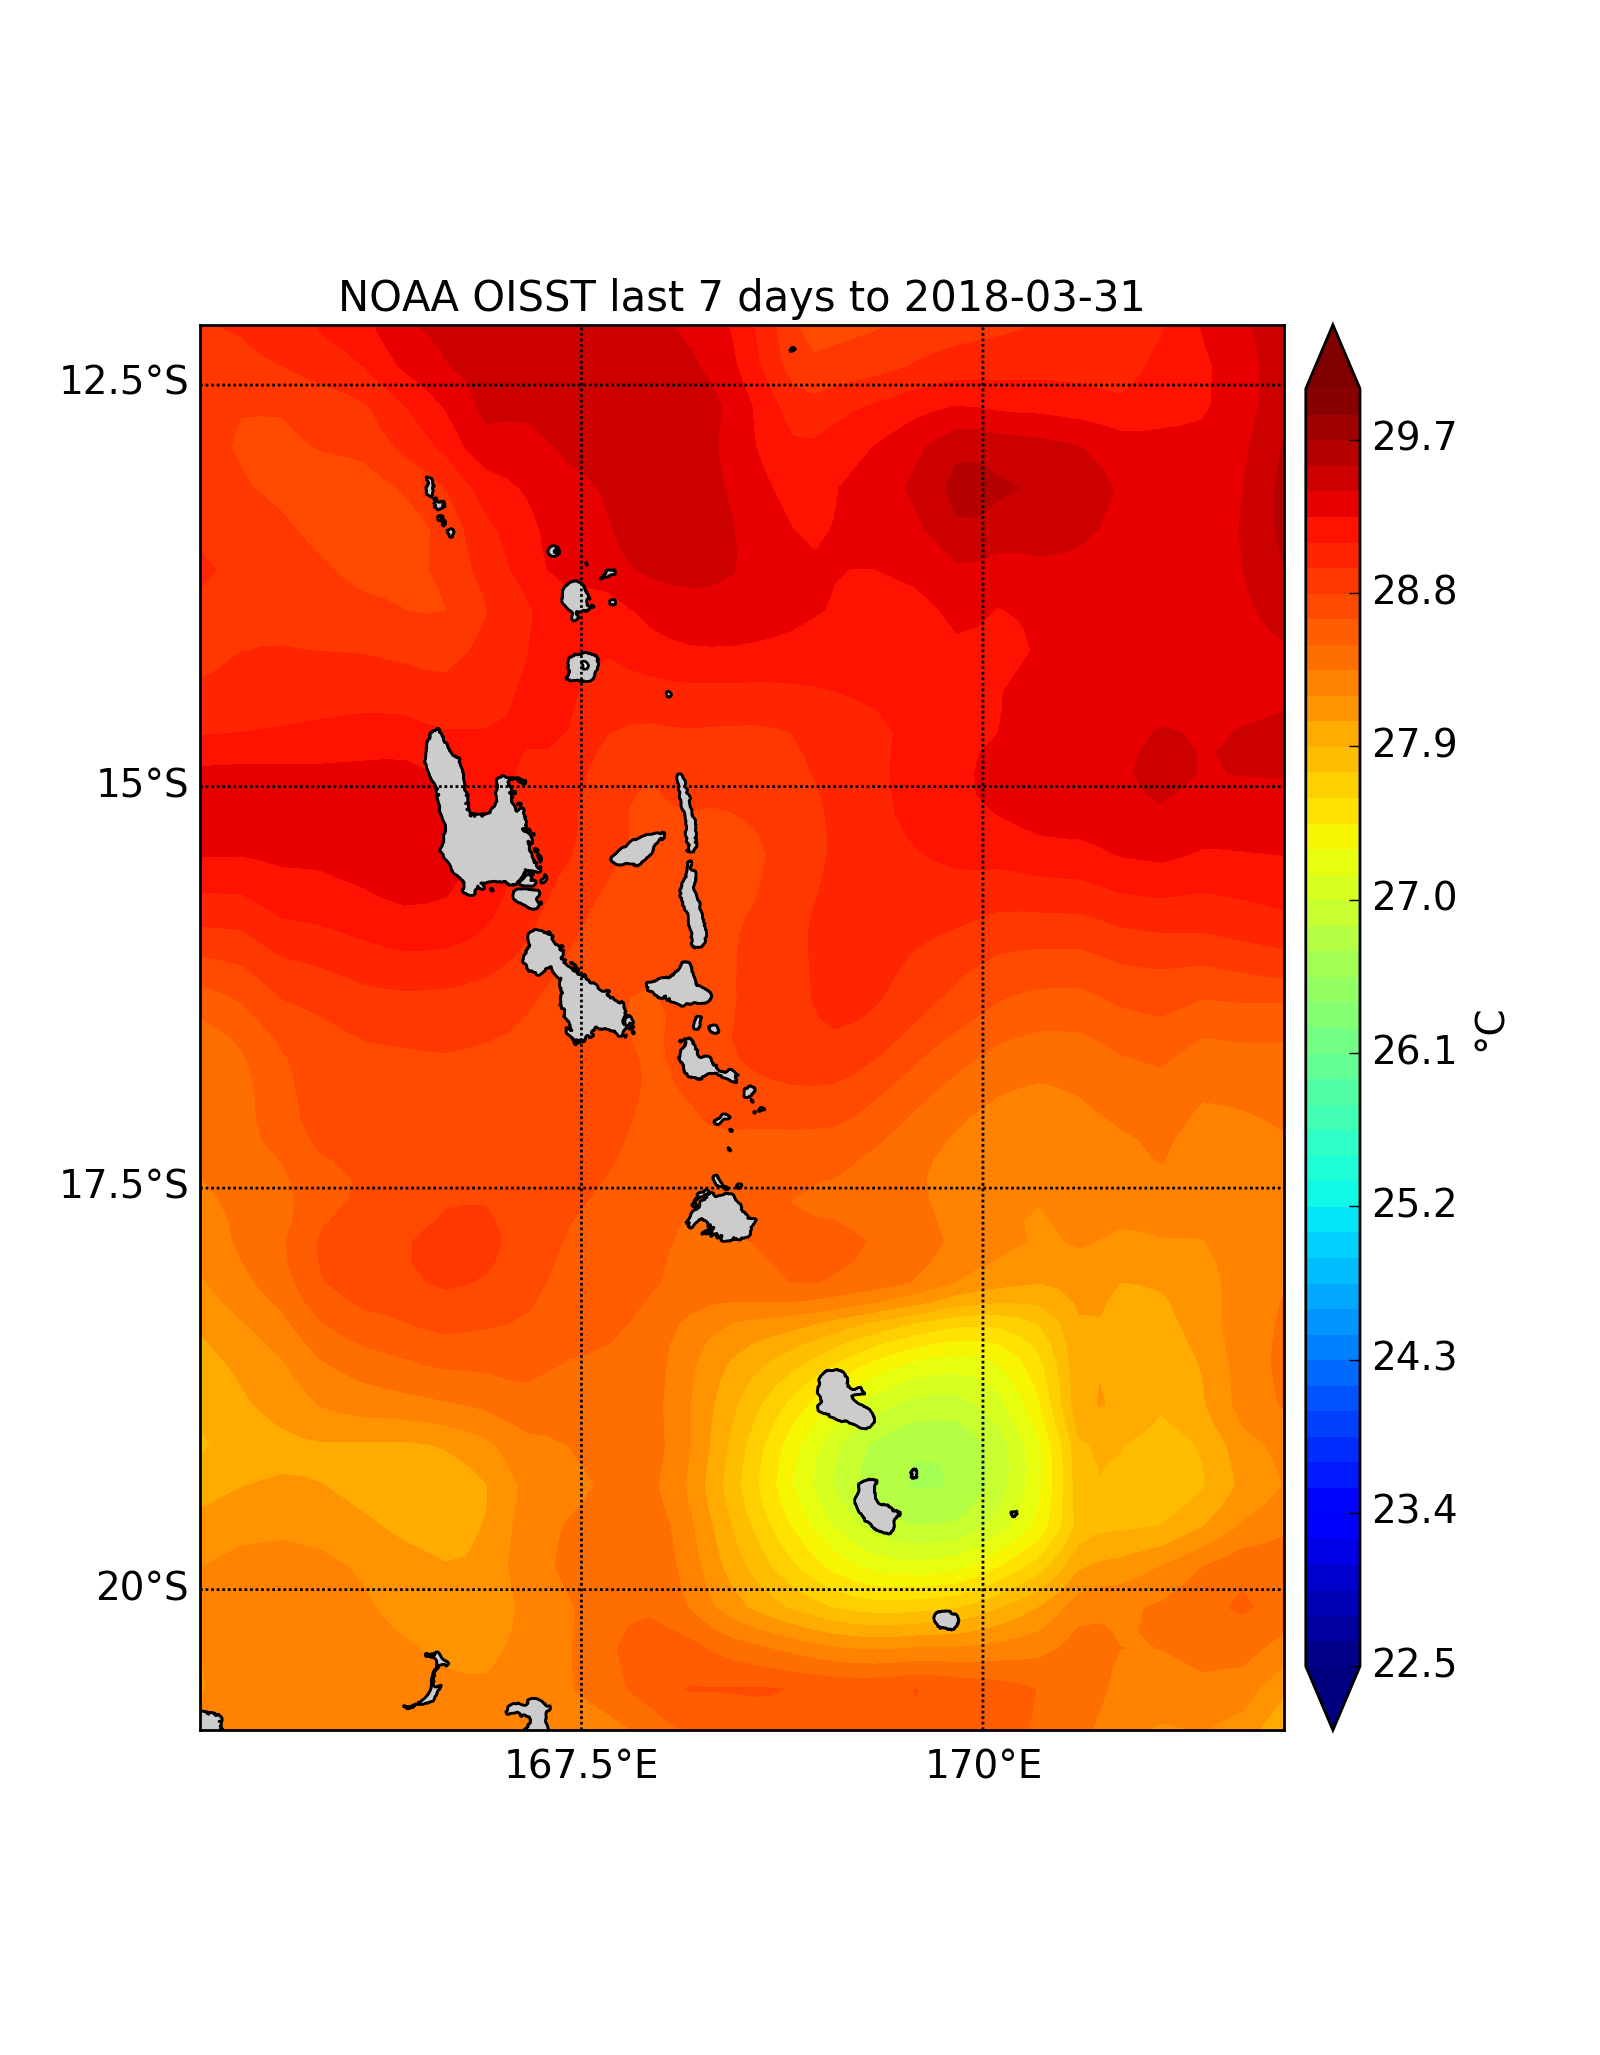 NOAA OISST last 7 days to 2018-03-31
12.5°S
15°S
17.5°S
20°S
167.5°E
170°E
29.7
28.8
27.9
27.0
26.1
25.2
24.3
23.4
22.5
°C